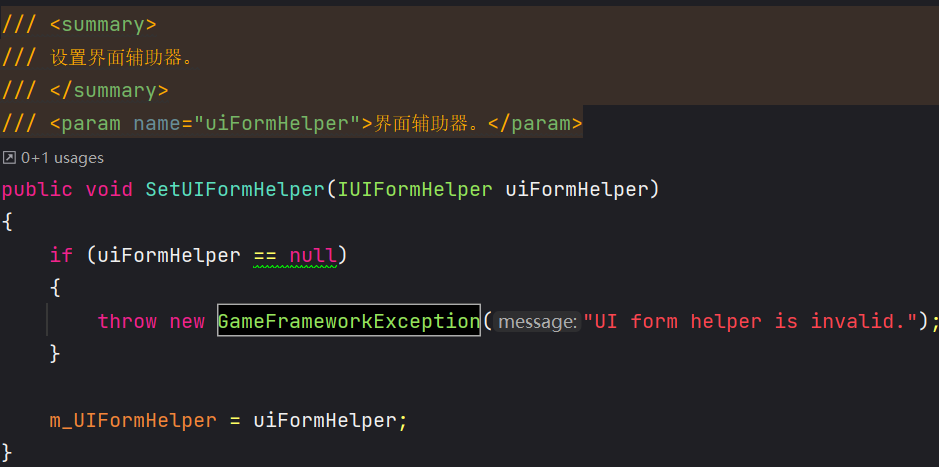 /// <summary>
/// 设置界面辅助器。
/// </summary>
/// <param name="uiFormHelper">界面辅助器。</param>
0+1 usages
public void SetUIFormHelper(IUIFormHelper uiFormHelper)
{
    if (uiFormHelper == null)
    {
        throw new GameFrameworkException(message:"UI form helper is invalid.");
    }
    m_UIFormHelper = uiFormHelper;
}